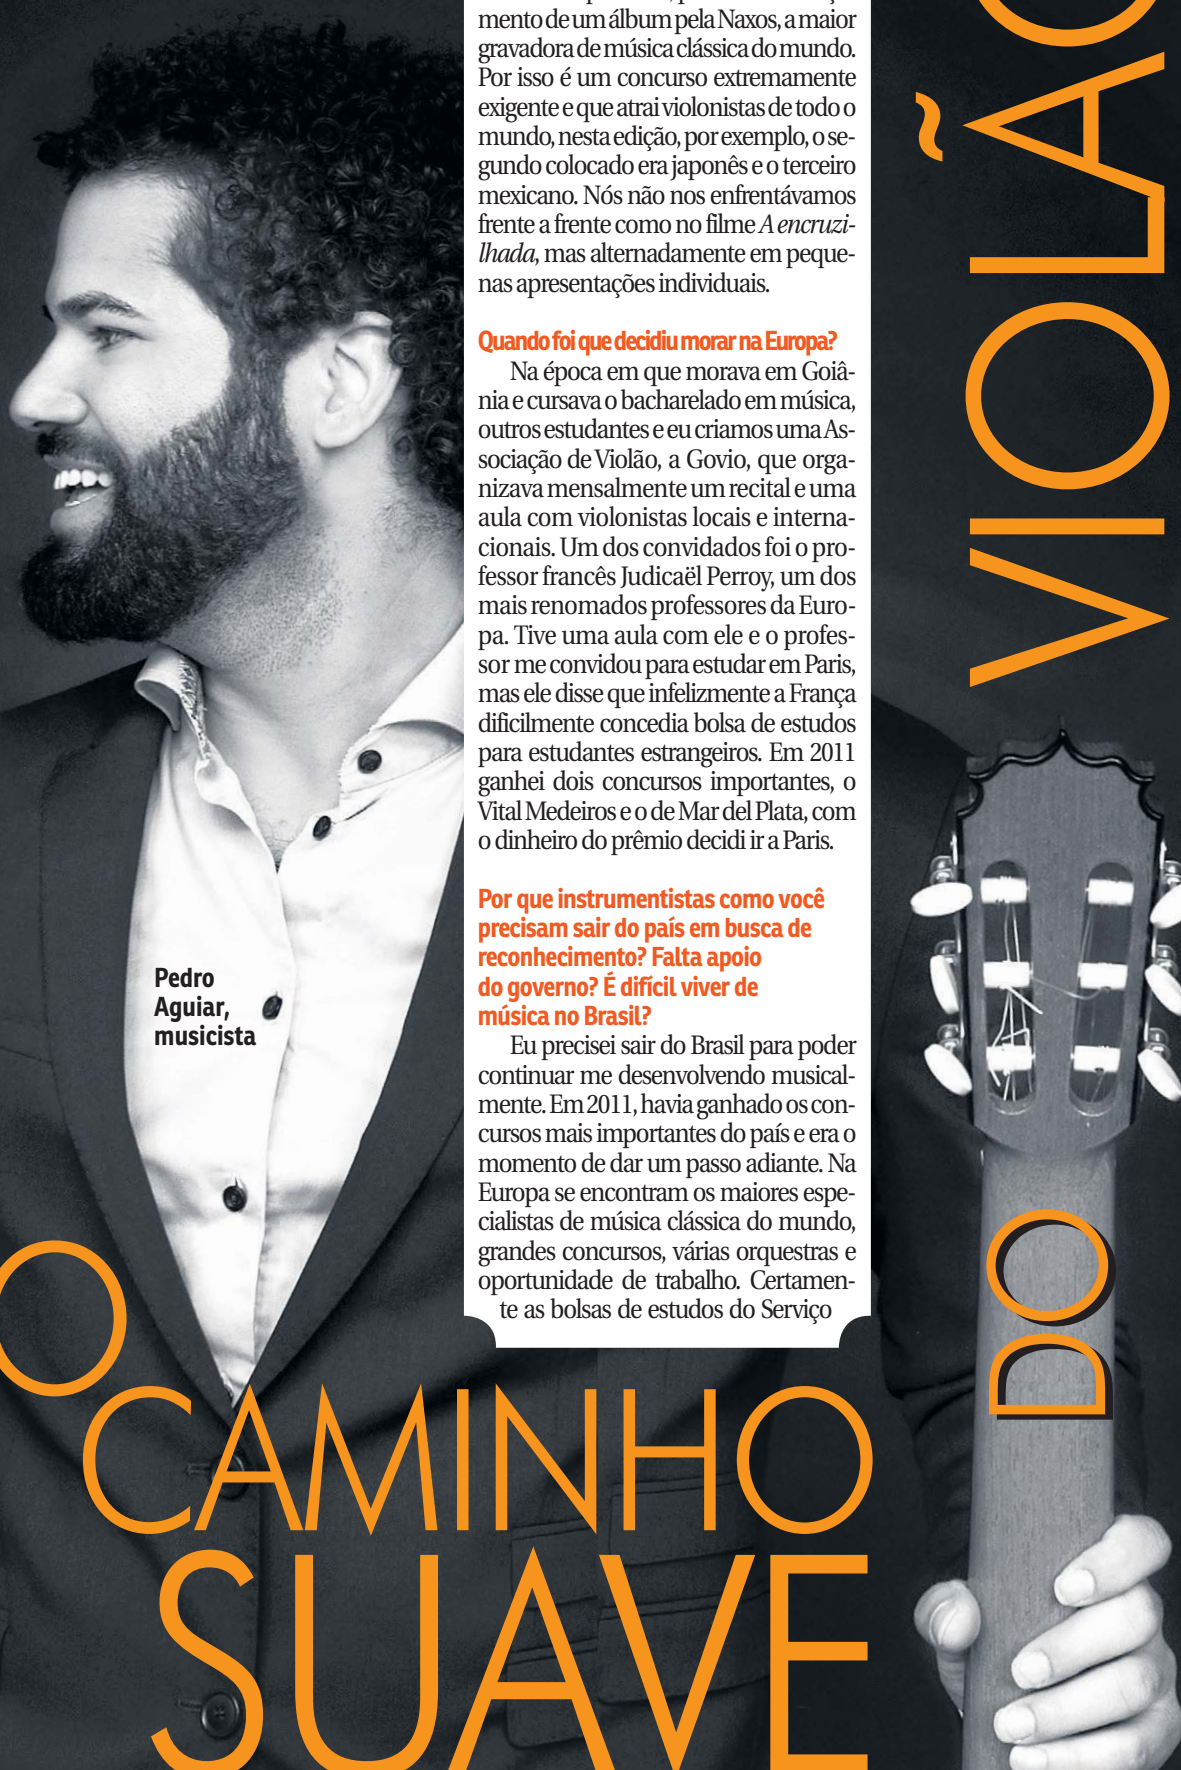 mento de um álbum pela Naxos, a maior
gravadora de música clássica do mundo.
Por isso é um concurso extremamente
exigente e que atrai violonistas de todo o
mundo, nesta edição, por exemplo, o se-
gundo colocado era japonês e o terceiro
mexicano. Nós não nos enfrentávamos
frente a frente como no filme A encruzi-
lhada, mas alternadamente em peque-
nas apresentações individuais.
Quando foi que decidiu morar na Europa?
Na época em que morava em Goiâ-
nia e cursava o bacharelado em música,
outros estudantes e eu criamos uma As-
sociação de Violão, a Govio, que orga-
nizava mensalmente um recital e uma
aula com violonistas locais e interna-
cionais. Um dos convidados foi o pro-
fessor francês Judicaël Perroy, um dos
mais renomados professores da Euro-
pa. Tive uma aula com ele e o profes-
sor me convidou para estudar em Paris,
mas ele disse que infelizmente a França
dificilmente concedia bolsa de estudos
para estudantes estrangeiros. Em 2011
ganhei dois concursos importantes, o
Vital Medeiros e o de Mar del Plata, com
o dinheiro do prêmio decidi ir a Paris.
Por que instrumentistas como você
precisam sair do país em busca de
reconhecimento? Falta apoio
do governo? É difícil viver de
música no Brasil?
Eu precisei sair do Brasil para poder
continuar me desenvolvendo musical-
mente. Em 2011, havia ganhado os con-
cursos mais importantes do país e era o
momento de dar um passo adiante. Na
Europa se encontram os maiores espe-
cialistas de música clássica do mundo,
grandes concursos, várias orquestras e
oportunidade de trabalho. Certamen-
te as bolsas de estudos do Serviço
Pedro
Aguiar,
musicista
O
CAMINHO
SUAVE
DO VIOLÃO